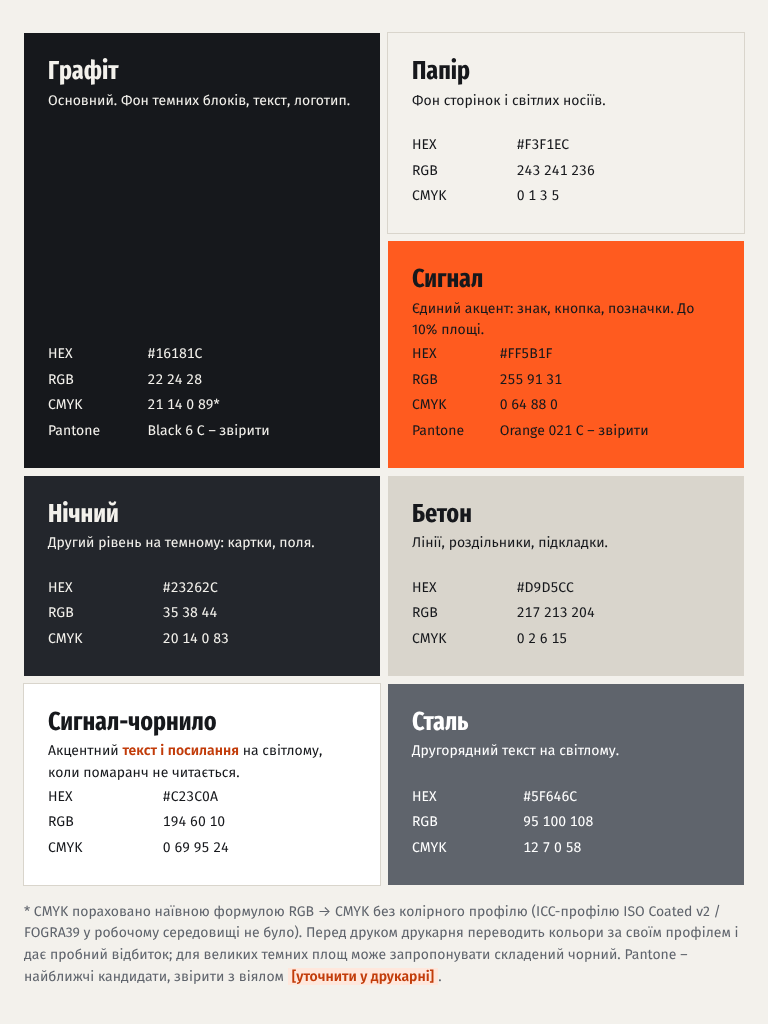 Графіт
Основний. Фон темних блоків, текст, логотип.
HEX #16181C
RGB 22 24 28
CMYK 21 14 0 89*
Pantone Black 6 C – звірити
Папір
Фон сторінок і світлих носіїв.
HEX #F3F1EC
RGB 243 241 236
CMYK 0 1 3 5
Сигнал
Єдиний акцент: знак, кнопка, позначки. До
10% площі.
HEX #FF5B1F
RGB 255 91 31
CMYK 0 64 88 0
Pantone Orange 021 C – звірити
Нічний
Другий рівень на темному: картки, поля.
HEX #23262C
RGB 35 38 44
CMYK 20 14 0 83
Бетон
Лінії, роздільники, підкладки.
HEX #D9D5CC
RGB 217 213 204
CMYK 0 2 6 15
Сигнал-чорнило
Акцентний текст і посилання на світлому,
коли помаранч не читається.
HEX #C23C0A
RGB 194 60 10
CMYK 0 69 95 24
Сталь
Другорядний текст на світлому.
HEX #5F646C
RGB 95 100 108
CMYK 12 7 0 58
* CMYK пораховано наївною формулою RGB → CMYK без колірного профілю (ICC-профілю ISO Coated v2 /
FOGRA39 у робочому середовищі не було). Перед друком друкарня переводить кольори за своїм профілем і
дає пробний відбиток; для великих темних площ може запропонувати складений чорний. Pantone –
найближчі кандидати, звірити з віялом [уточнити у друкарні] .